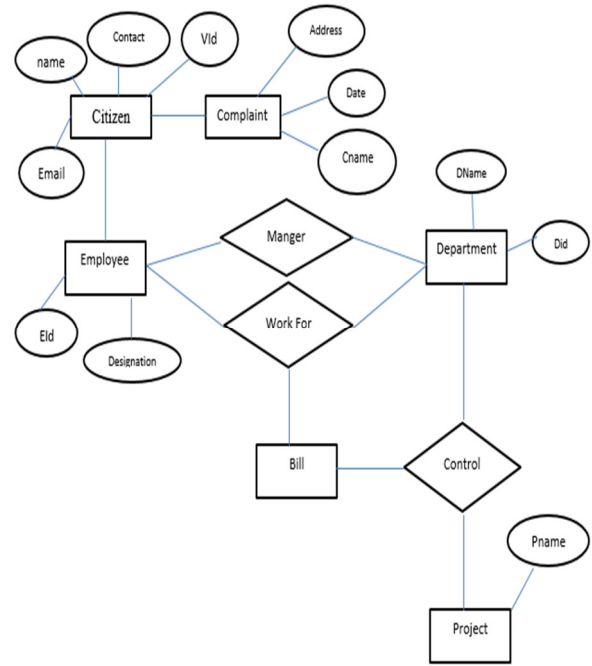 Contact
VId
Address
name
Citizen
Complaint
Date
Email
Cname
DName
Manger
Department
Did
Employee
EId
Work For
Designation
Bill
Control
Pname
Project